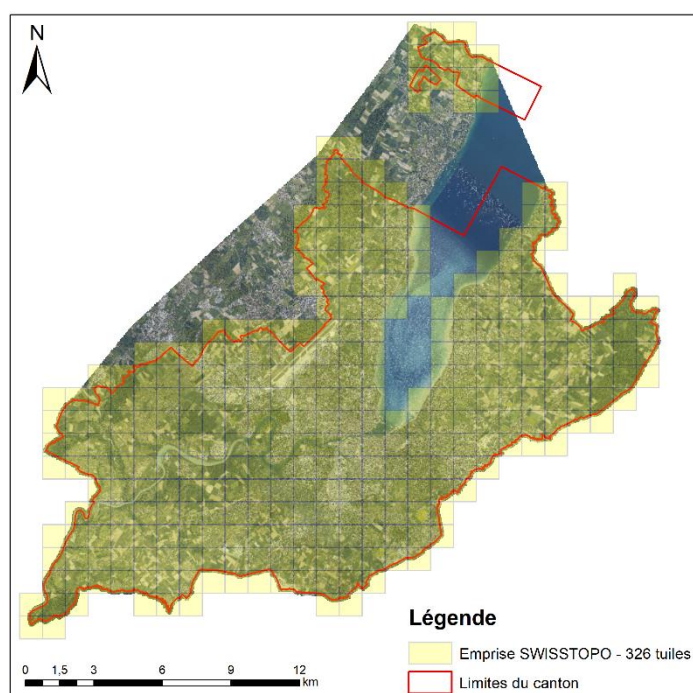 N
Légende
Emprise SWISSTOPO - 326 tuiles
Limites du canton
0 1,5 3 6 9 12
km